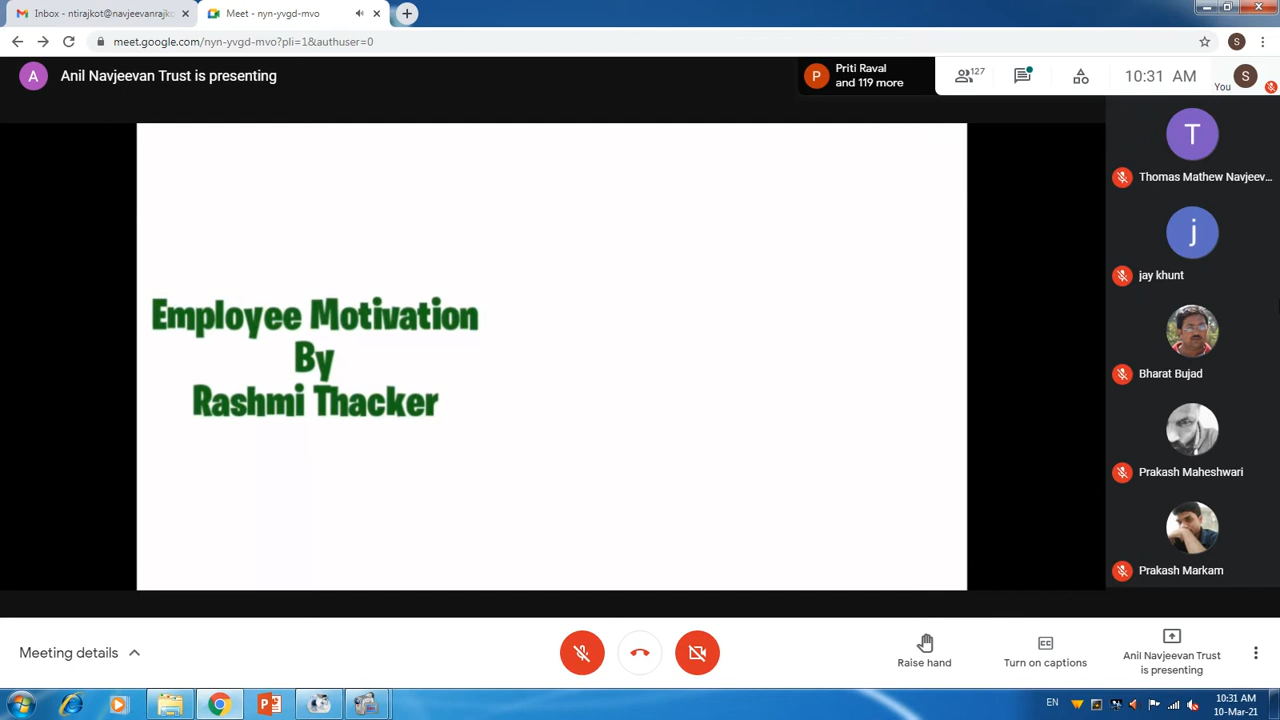 Inbox - ntirajkot@navjeevanrajko
Meet - nyn-yvgd-mvo
meet.google.com/nyn-yvgd-mvo?pli=1&authuser=0
S
A
Anil Navjeevan Trust is presenting
P
Priti Raval
and 119 more
127
10:31 AM
You
S
T
Thomas Mathew Navjeev...
j
jay khunt
Bharat Bujad
Prakash Maheshwari
Prakash Markam
Employee Motivation
By
Rashmi Thacker
Meeting details
Raise hand
CC
Turn on captions
Anil Navjeevan Trust
is presenting
EN
10:31 AM
10-Mar-21